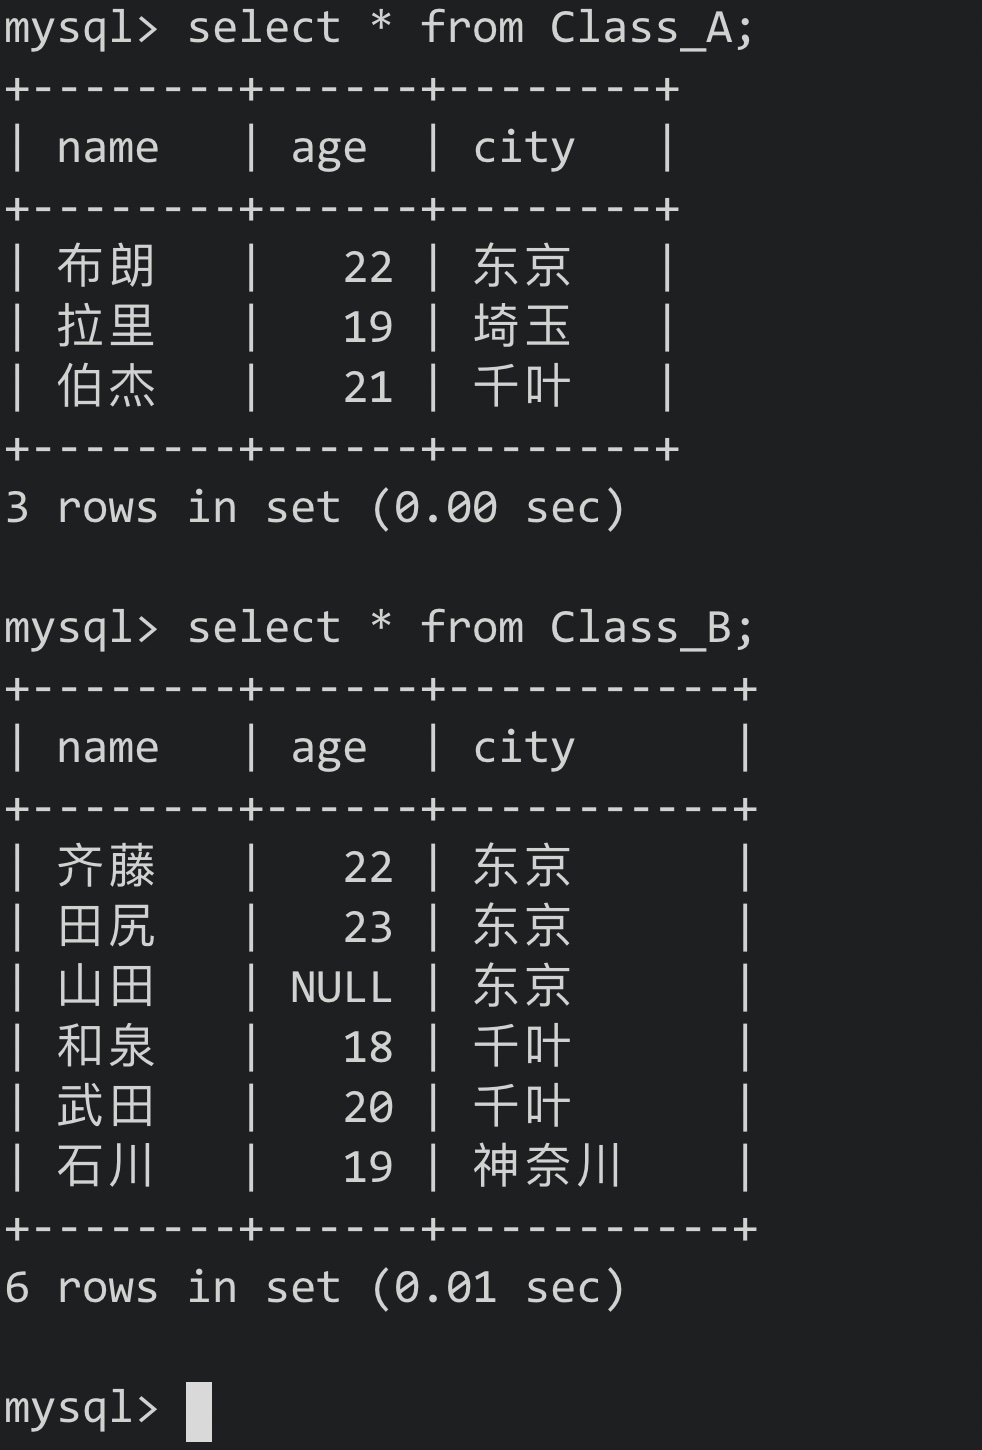 mysql> select * from Class_A;
+--------+------+--------+
| name   | age  | city   |
+--------+------+--------+
| 布朗   |   22 | 东京   |
| 拉里   |   19 | 埼玉   |
| 伯杰   |   21 | 千叶   |
+--------+------+--------+
3 rows in set (0.00 sec)

mysql> select * from Class_B;
+--------+------+-----------+
| name   | age  | city      |
+--------+------+-----------+
| 齐藤   |   22 | 东京      |
| 田尻   |   23 | 东京      |
| 山田   | NULL | 东京      |
| 和泉   |   18 | 千叶      |
| 武田   |   20 | 千叶      |
| 石川   |   19 | 神奈川    |
+--------+------+-----------+
6 rows in set (0.01 sec)

mysql>